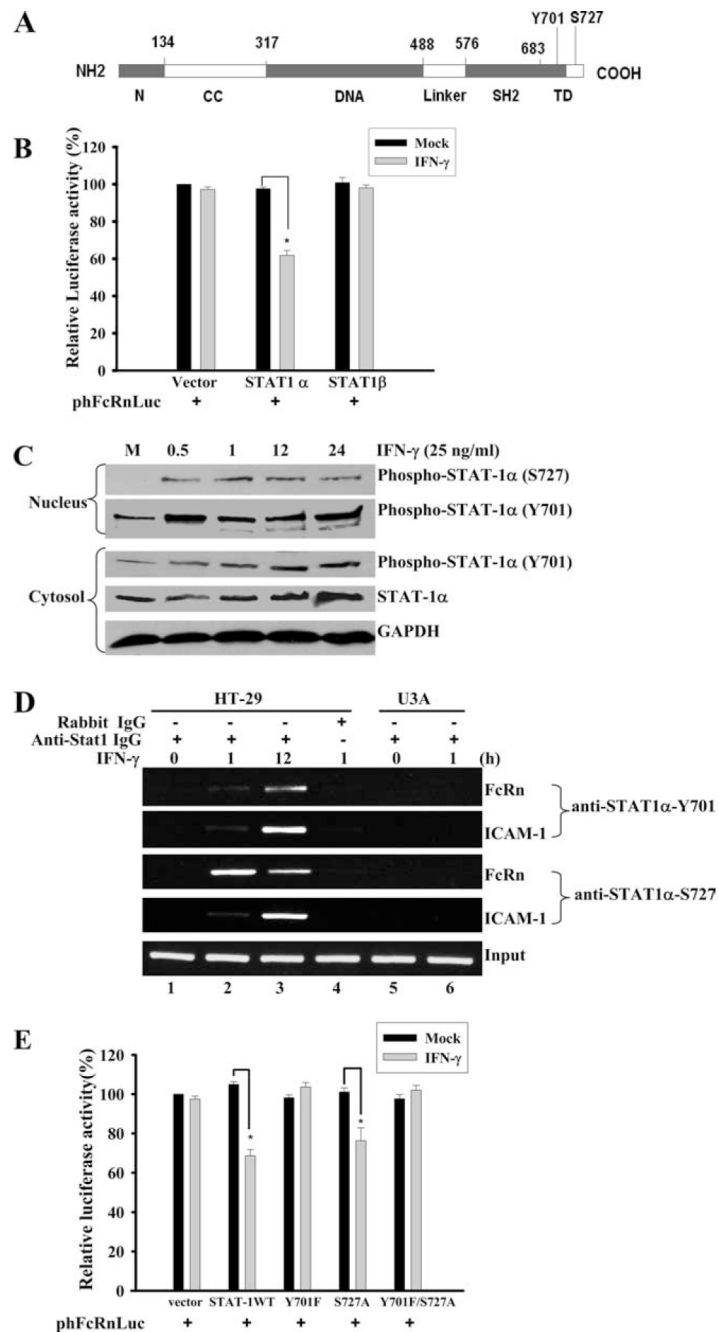 A
Y701 S727
134 317 488 576 683
NH2 COOH
N CC DNA Linker SH2 TD
B
Mock
IFN-γ
Relative Luciferase activity (%)
120
100
80
60
40
20
0
*
Vector STAT1 α STAT1β
phFcRnLuc + + +
C
M 0.5 1 12 24 IFN-γ (25 ng/ml)
Nucleus
Phospho-STAT-1α (S727)
Phospho-STAT-1α (Y701)
Cytosol
Phospho-STAT-1α (Y701)
STAT-1α
GAPDH
D
HT-29 U3A
Rabbit IgG - - - + - -
Anti-Stat1 IgG + + + - + +
IFN-γ 0 1 12 1 0 1 (h)
FcRn
ICAM-1
anti-STAT1α-Y701
FcRn
ICAM-1
anti-STAT1α-S727
Input
1 2 3 4 5 6
E
Mock
IFN-γ
Relative luciferase activity(%)
120
100
80
60
40
20
0
* *
vector STAT-1WT Y701F S727A Y701F/S727A
phFcRnLuc + + + + +